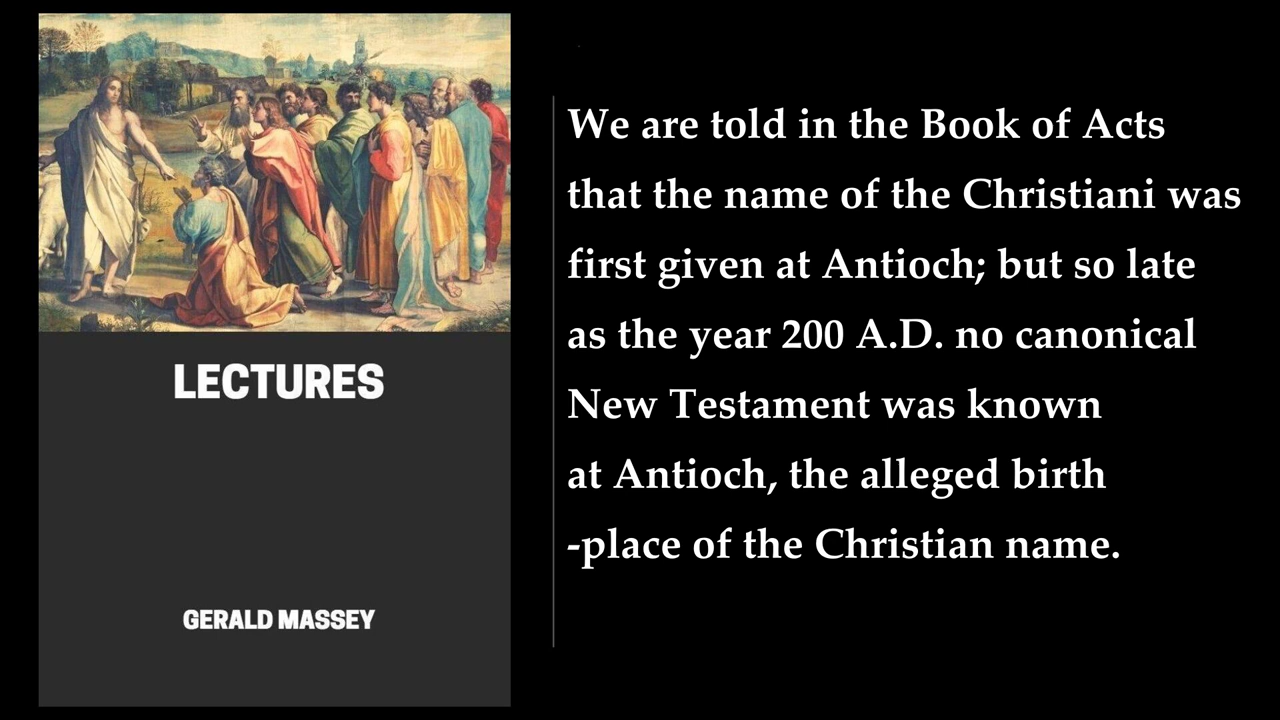 LECTURES
GERALD MASSEY
We are told in the Book of Acts
that the name of the Christiani was
first given at Antioch; but so late
as the year 200 A.D. no canonical
New Testament was known
at Antioch, the alleged birth
-place of the Christian name.